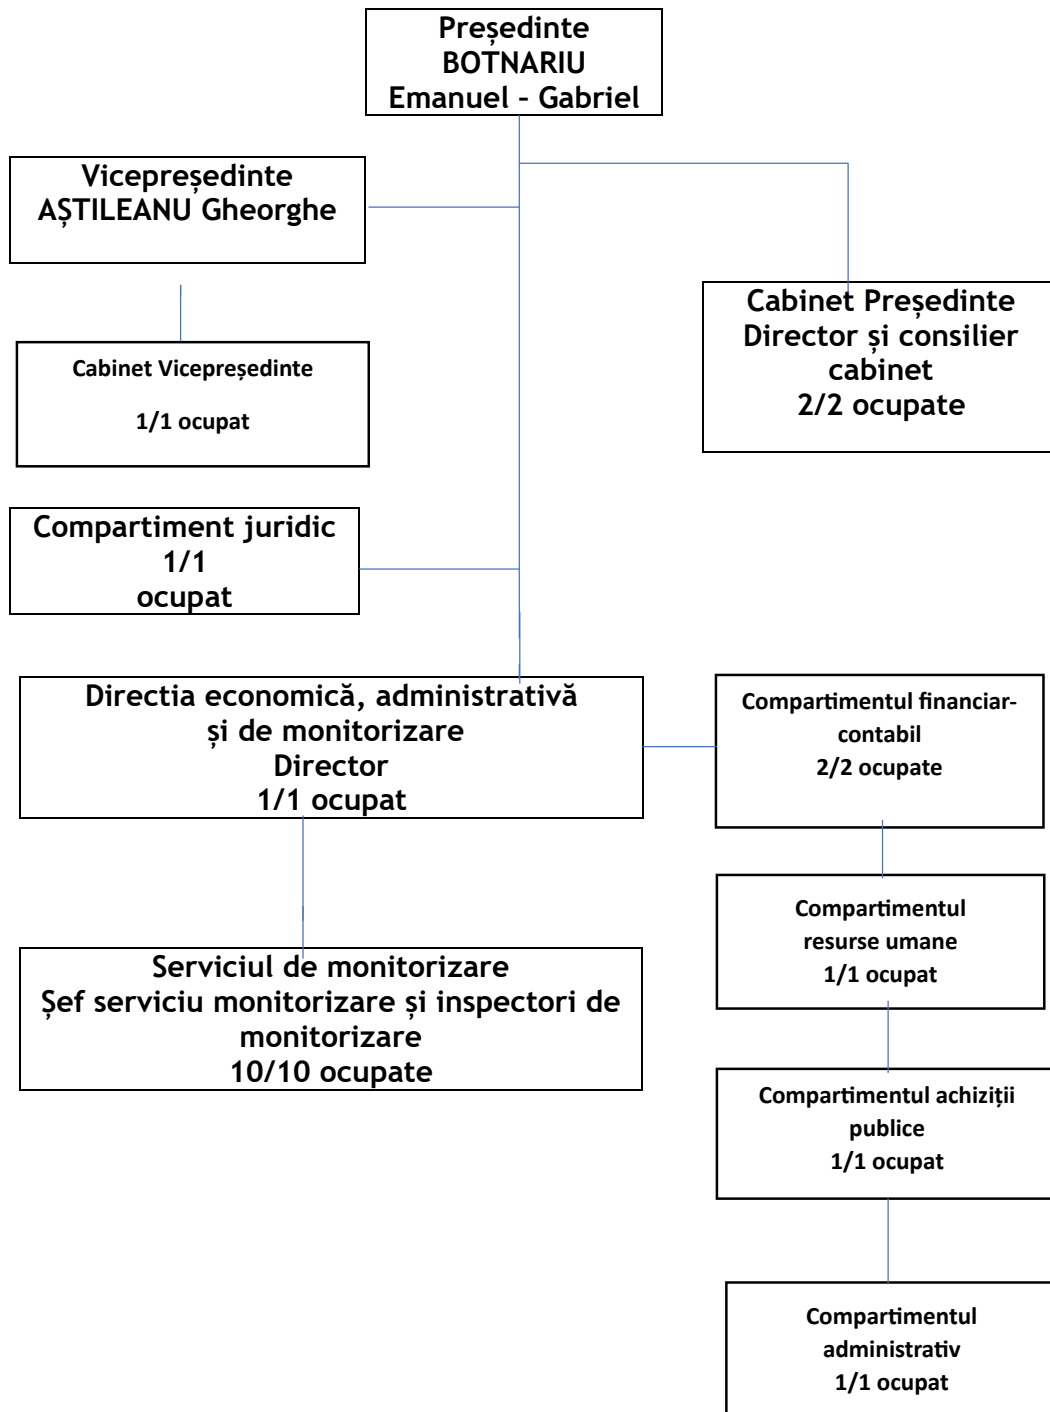 Președinte
BOTNARIU
Emanuel – Gabriel
Vicepreședinte
AȘTILEANU Gheorghe
Cabinet Președinte
Director și consilier
cabinet
2/2 ocupate
Cabinet Vicepreședinte
1/1 ocupat
Compartiment juridic
1/1
ocupat
Directia economică, administrativă
și de monitorizare
Director
1/1 ocupat
Compartimentul financiar-
contabil
2/2 ocupate
Compartimentul
resurse umane
1/1 ocupat
Serviciul de monitorizare
Șef serviciu monitorizare și inspectori de
monitorizare
10/10 ocupate
Compartimentul achiziții
publice
1/1 ocupat
Compartimentul
administrativ
1/1 ocupat